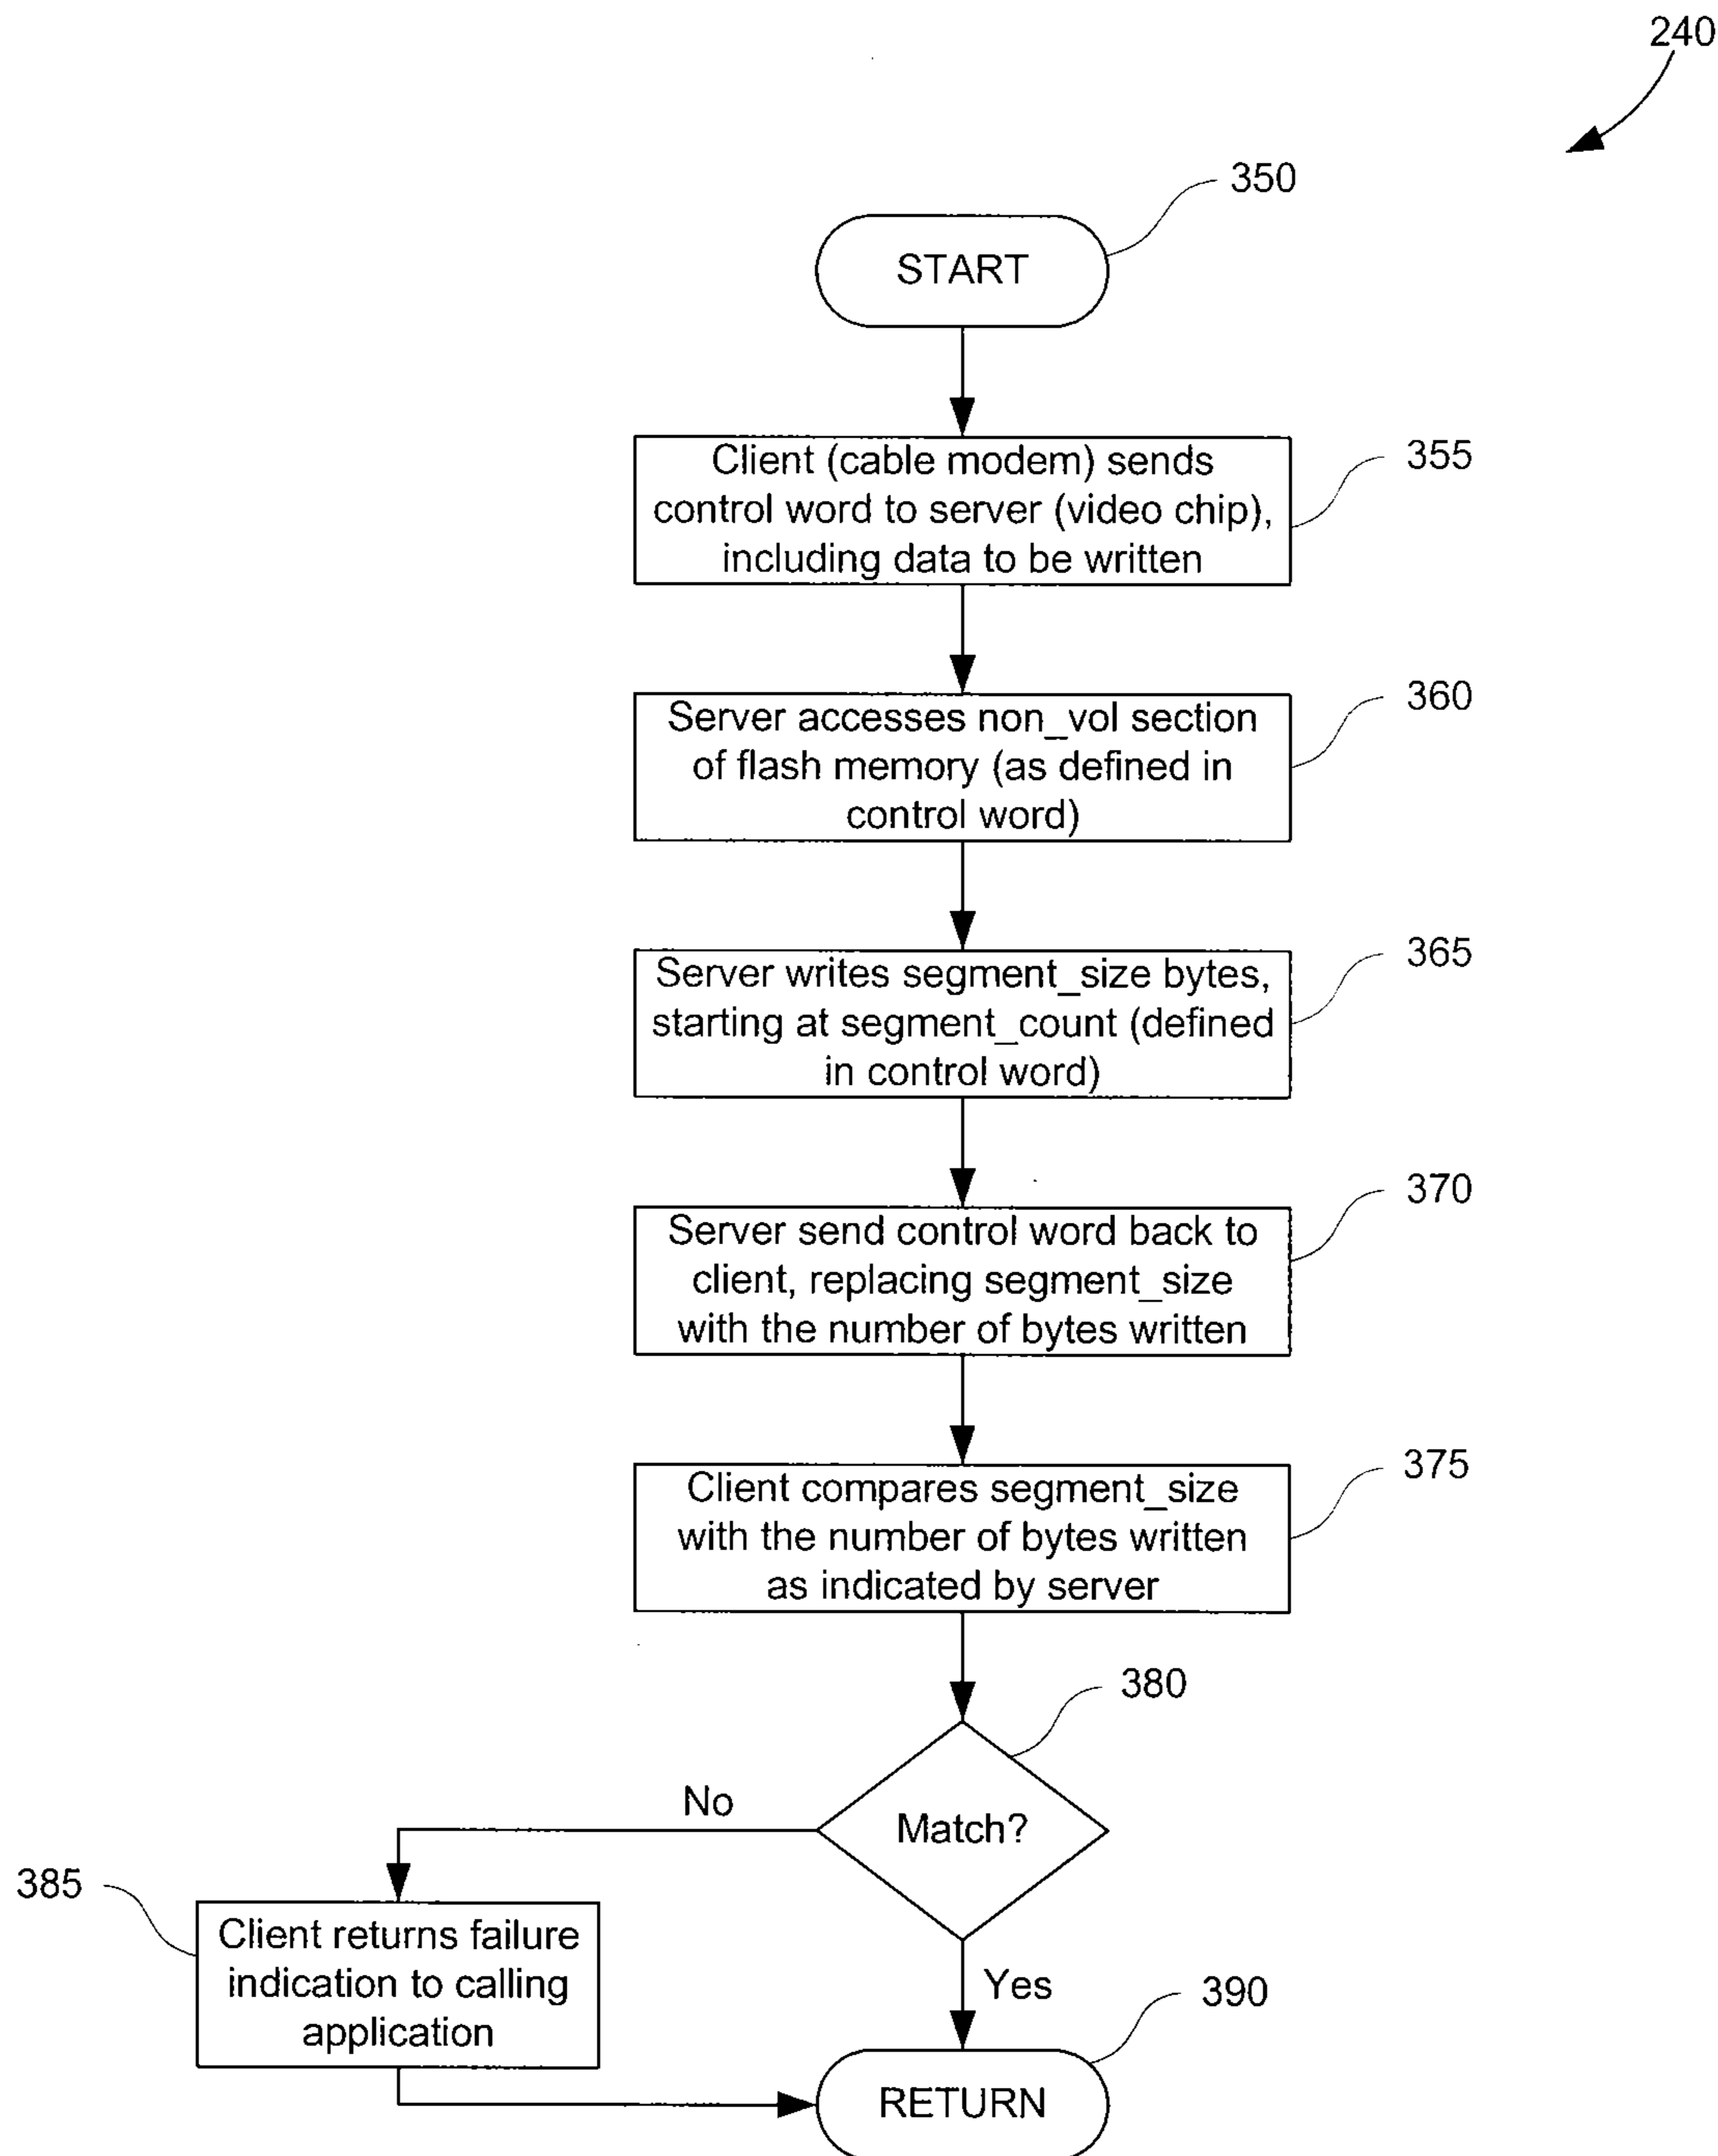 240
350
START
355
Client (cable modem) sends
control word to server (video chip),
including data to be written
360
Server accesses non_vol section
of flash memory (as defined in
control word)
365
Server writes segment_size bytes,
starting at segment_count (defined
in control word)
370
Server send control word back to
client, replacing segment_size
with the number of bytes written
375
Client compares segment_size
with the number of bytes written
as indicated by server
380
Match?
No
385
Client returns failure
indication to calling
application
Yes
390
RETURN